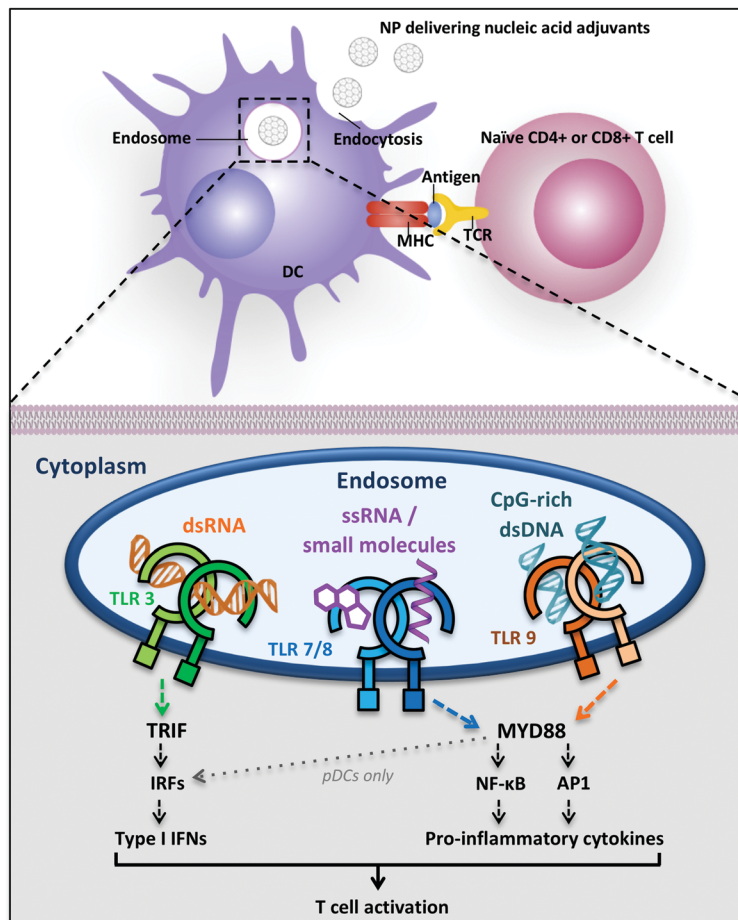 NP delivering nucleic acid adjuvants
Endosome
Endocytosis
Naïve CD4+ or CD8+ T cell
Antigen
MHC
TCR
DC
Cytoplasm
Endosome
dsRNA
ssRNA /
small molecules
CpG-rich
dsDNA
TLR 3
TLR 7/8
TLR 9
TRIF
MYD88
pDCs only
IRFs
NF-κB
AP1
Type I IFNs
Pro-inflammatory cytokines
T cell activation